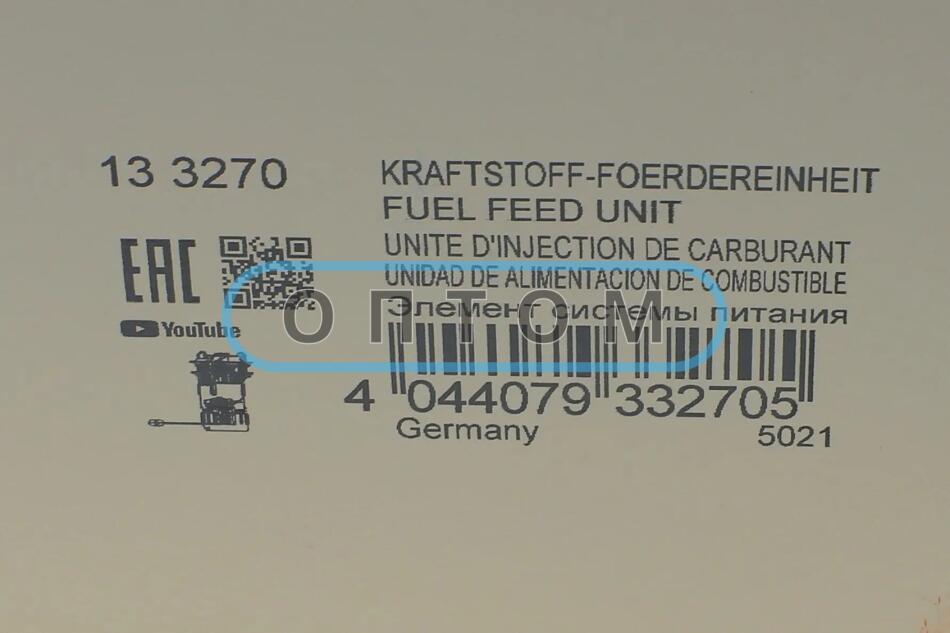 13 3270
KRAFTSTOFF-FOERDEREINHEIT
FUEL FEED UNIT
UNITE D'INJECTION DE CARBURANT
UNIDAD DE ALIMENTACION DE COMBUSTIBLE
Элемент системы питания
EAC
YouTube
ОПТОМ
4 044079 332705
Germany
5021